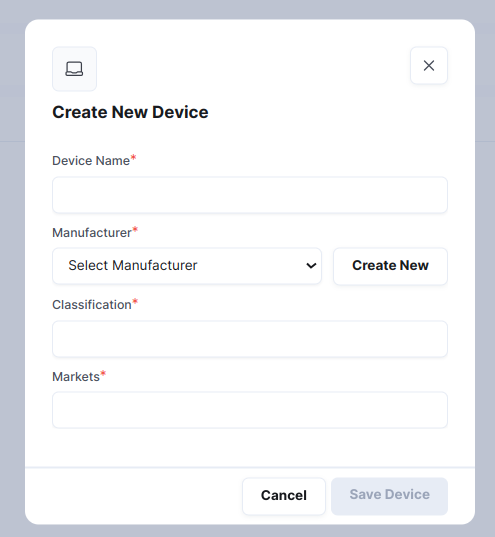 Create New Device
Device Name*
Manufacturer*
Select Manufacturer
Create New
Classification*
Markets*
Cancel
Save Device